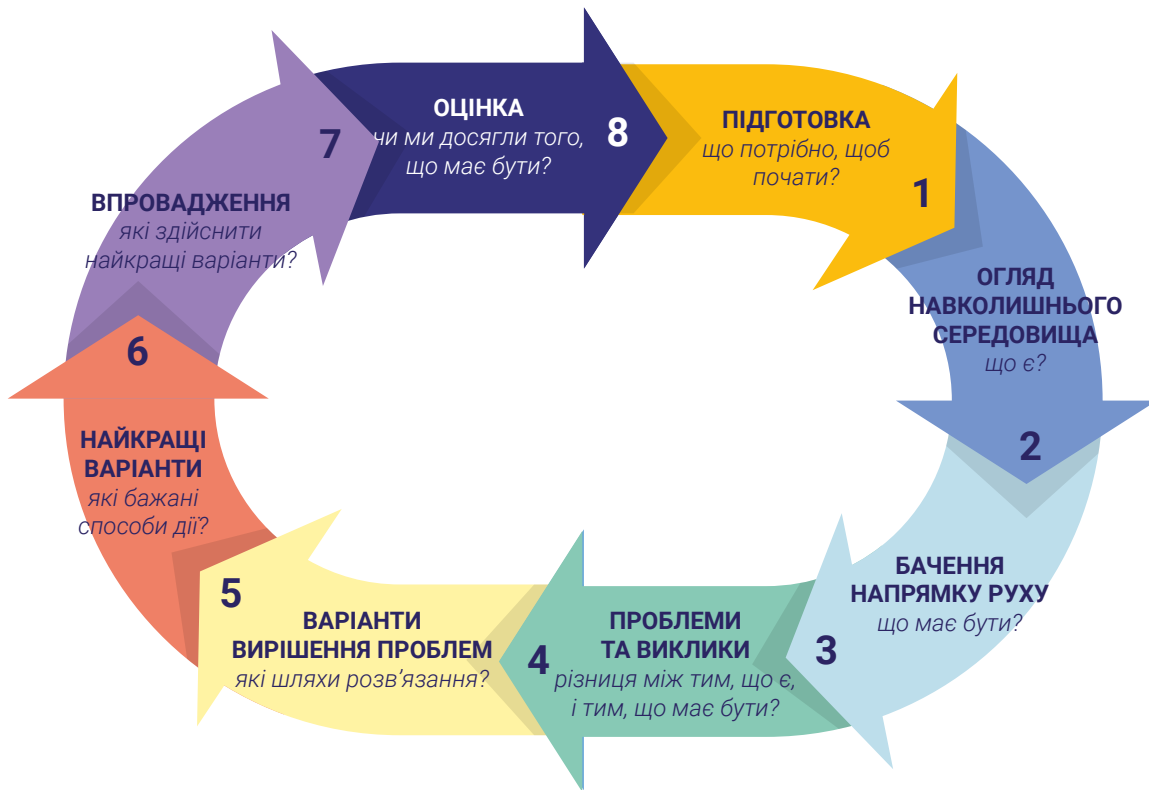 ПІДГОТОВКА
що потрібно, щоб
почати?
1
ОГЛЯД
НАВКОЛИШНЬОГО
СЕРЕДОВИЩА
що є?
2
БАЧЕННЯ
НАПРЯМКУ РУХУ
що має бути?
3
ПРОБЛЕМИ
ТА ВИКЛИКИ
різниця між тим, що є,
і тим, що має бути?
4
ВАРІАНТИ
ВИРІШЕННЯ ПРОБЛЕМ
які шляхи розв'язання?
5
НАЙКРАЩІ
ВАРІАНТИ
які бажані
способи дії?
6
ВПРОВАДЖЕННЯ
які здійснити
найкращі варіанти?
7
ОЦІНКА
чи ми досягли того,
що має бути?
8